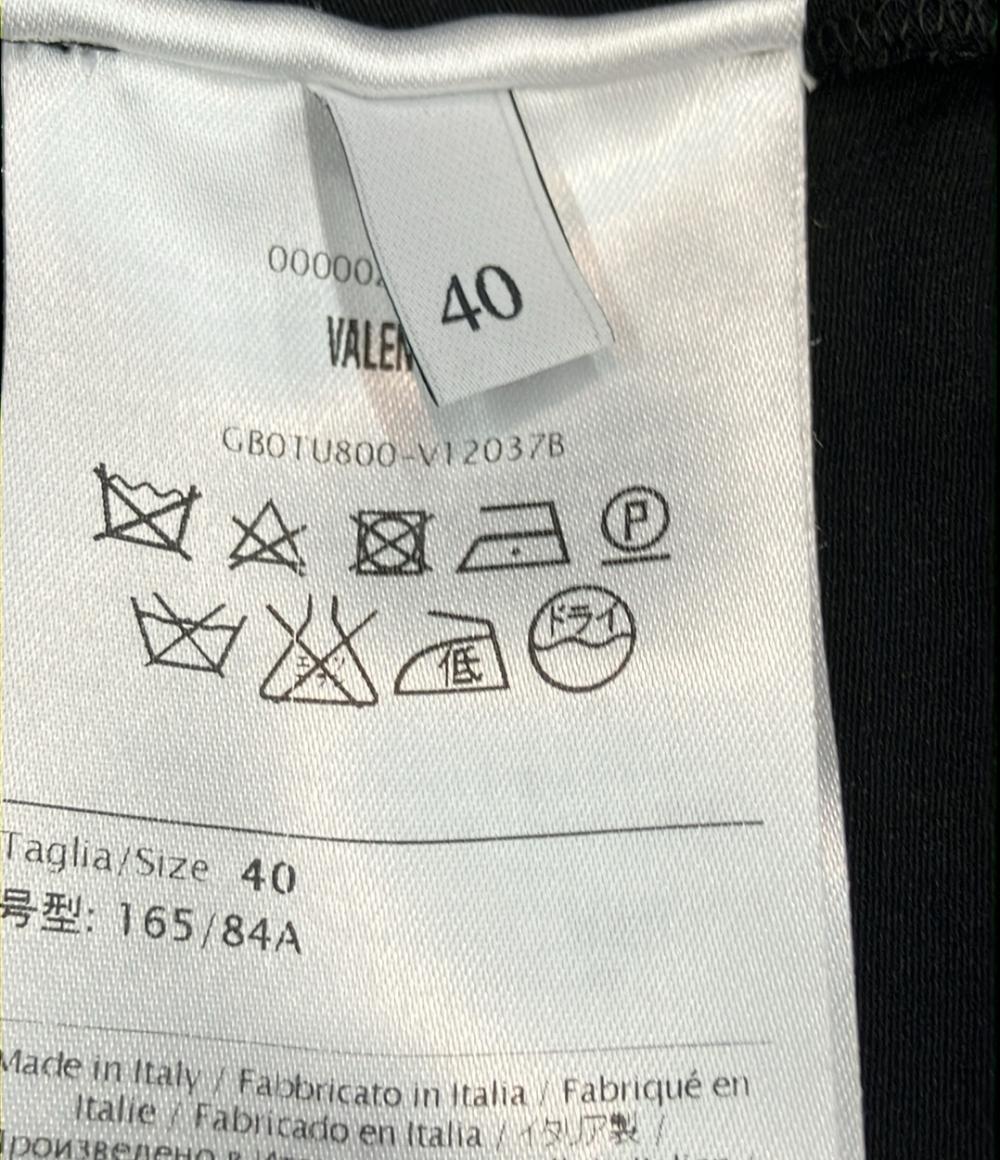 40
00000
VALEN
GB0TU800-V12037B
P
ドライ
低
Taglia/Size 40
号型: 165/84A
Made in Italy / Fabbricato in Italia / Fabriqué en
Italie / Fabricado en Italia / イタリア製 /
Произведено в